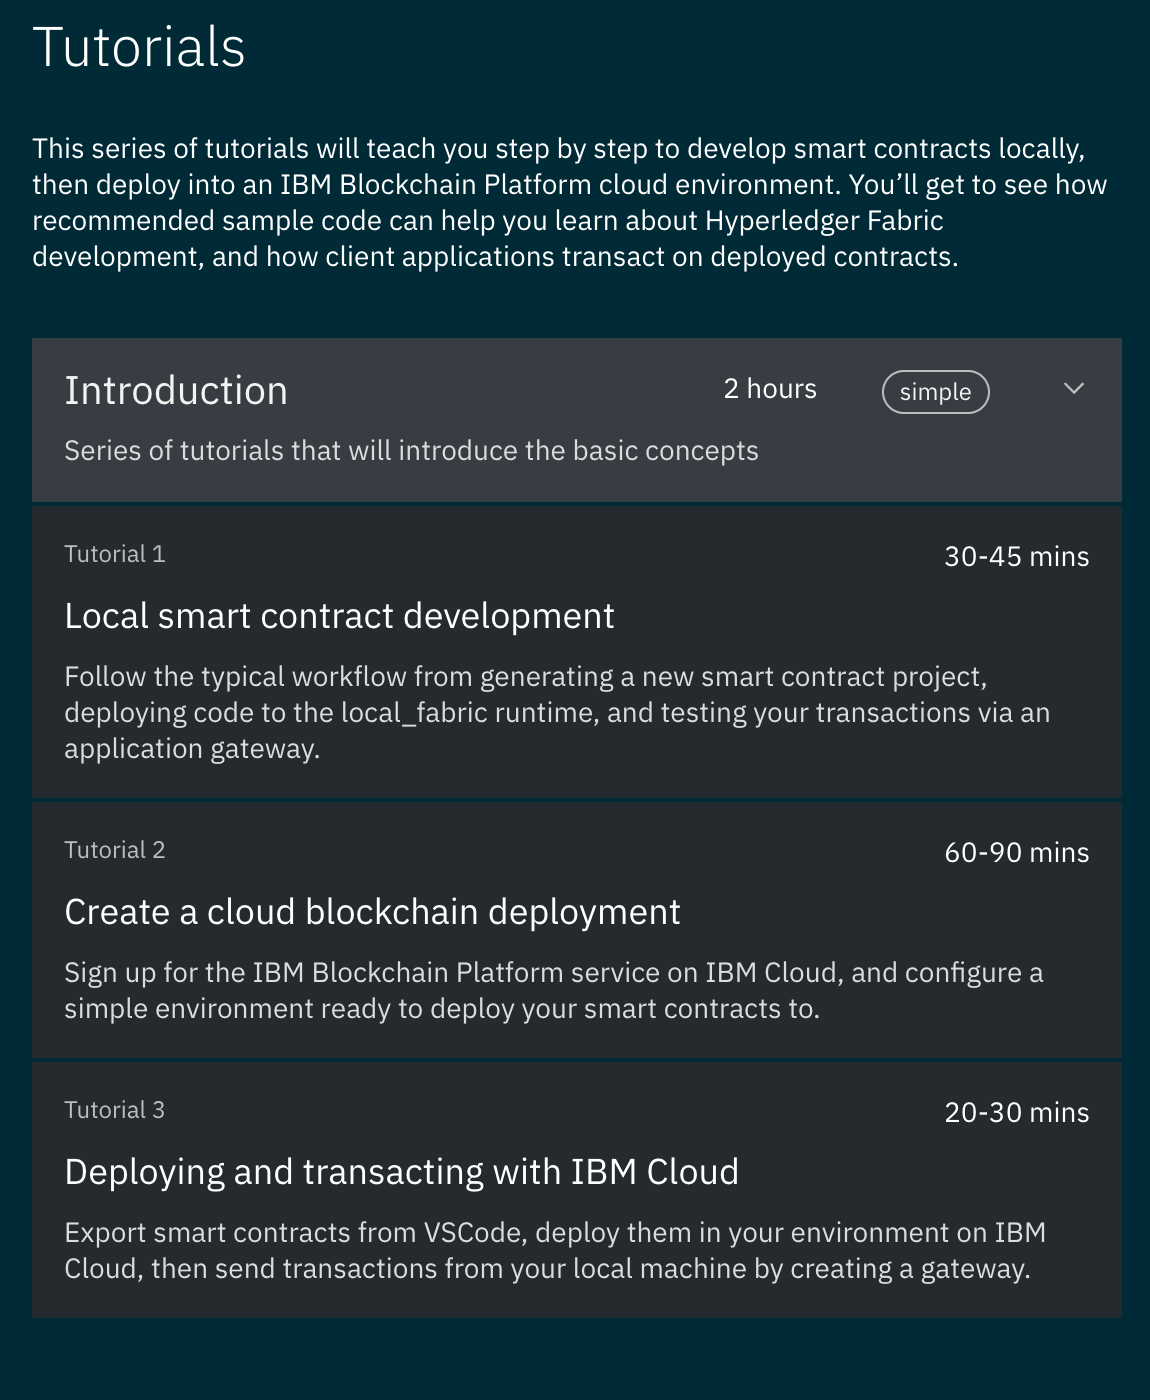 Tutorials
This series of tutorials will teach you step by step to develop smart contracts locally,
then deploy into an IBM Blockchain Platform cloud environment. You’ll get to see how
recommended sample code can help you learn about Hyperledger Fabric
development, and how client applications transact on deployed contracts.
Introduction 2 hours simple
Series of tutorials that will introduce the basic concepts
Tutorial 1 30-45 mins
Local smart contract development
Follow the typical workflow from generating a new smart contract project,
deploying code to the local_fabric runtime, and testing your transactions via an
application gateway.
Tutorial 2 60-90 mins
Create a cloud blockchain deployment
Sign up for the IBM Blockchain Platform service on IBM Cloud, and configure a
simple environment ready to deploy your smart contracts to.
Tutorial 3 20-30 mins
Deploying and transacting with IBM Cloud
Export smart contracts from VSCode, deploy them in your environment on IBM
Cloud, then send transactions from your local machine by creating a gateway.